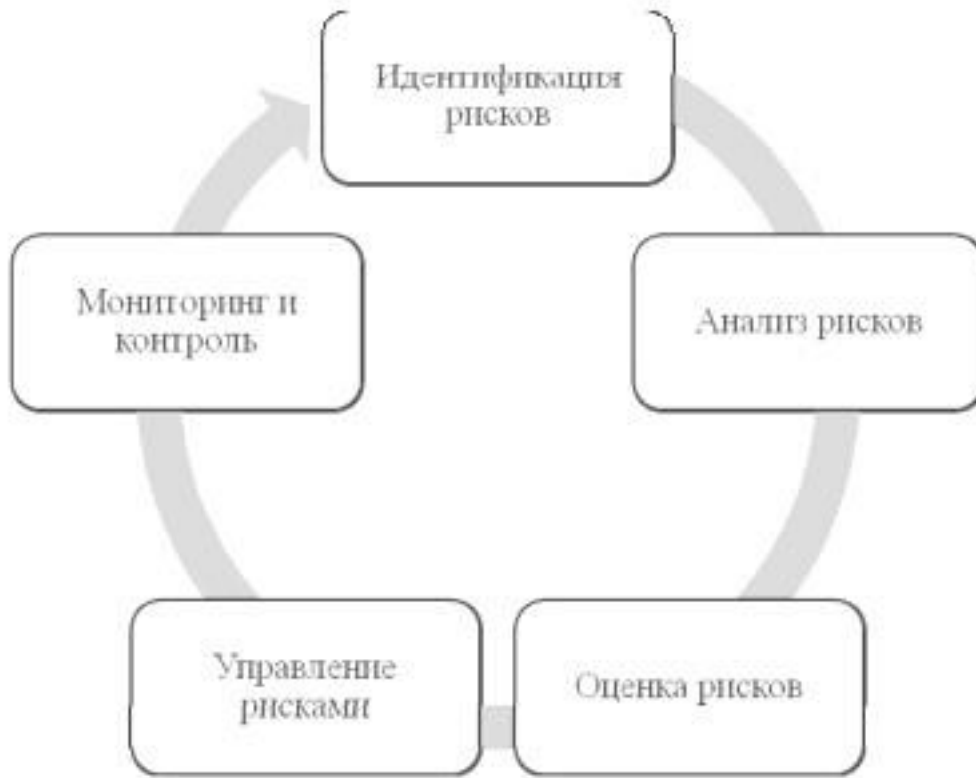 Идентификация
рисков
Анализ рисков
Оценка рисков
Управление
рисками
Мониторинг и
контроль